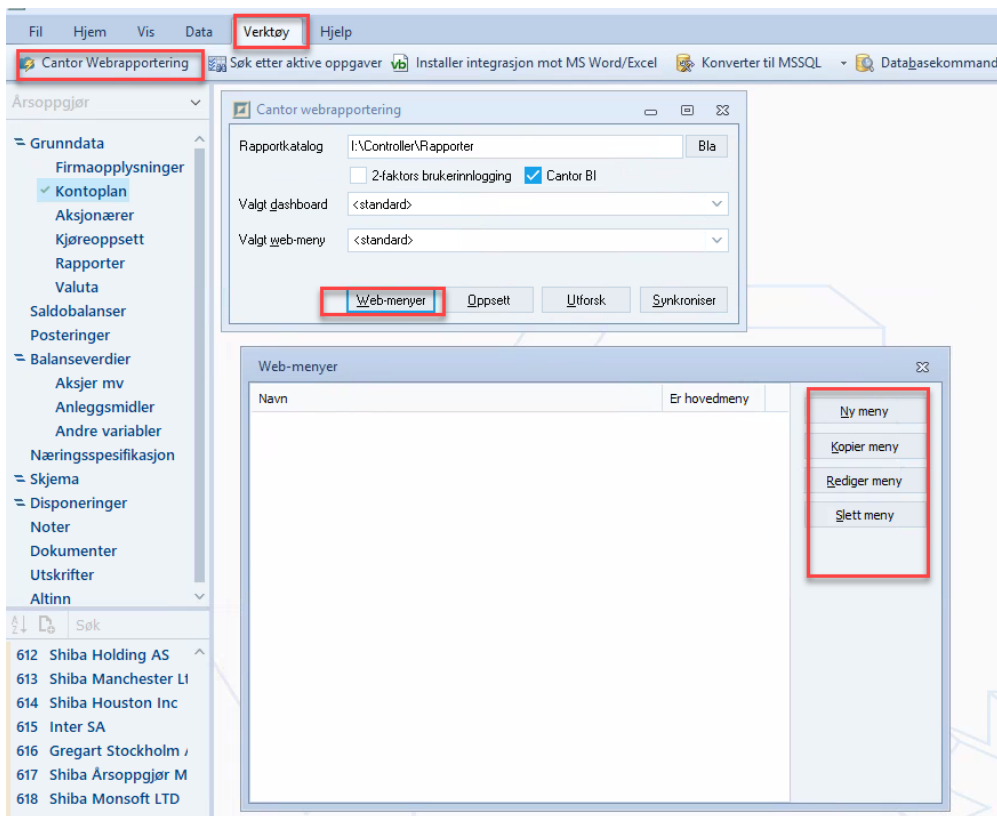 Fil Hjem Vis Data Verktøy Hjelp
Cantor Webrapportering Søk etter aktive oppgaver Installer integrasjon mot MS Word/Excel Konverter til MSSQL Databasekommand
Årsoppgjør
Grunndata
Firmaopplysninger
Kontoplan
Aksjonærer
Kjøreoppsett
Rapporter
Valuta
Saldobalanser
Posteringer
Balanseverdier
Aksjer mv
Anleggsmidler
Andre variabler
Næringsspesifikasjon
Skjema
Disponeringer
Noter
Dokumenter
Utskrifter
Altinn
Søk
612 Shiba Holding AS
613 Shiba Manchester Lt
614 Shiba Houston Inc
615 Inter SA
616 Gregart Stockholm
617 Shiba Årsoppgjør M
618 Shiba Monsoft LTD
Cantor webrapportering
Rapportkatalog I:\Controller\Rapporter Bla
2-faktors brukerinnlogging Cantor BI
Valgt dashboard <standard>
Valgt web-meny <standard>
Web-menyer Oppsett Utforsk Synkroniser
Web-menyer
Navn Er hovedmeny
Ny meny
Kopier meny
Rediger meny
Slett meny